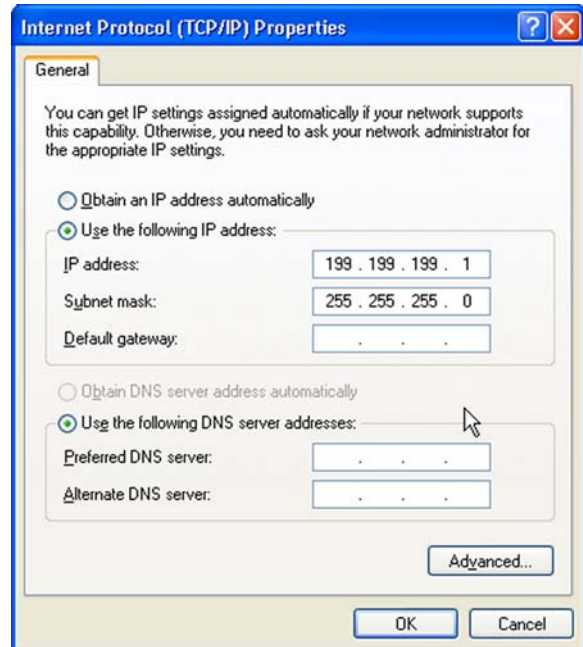 Internet Protocol (TCP/IP) Properties
General
You can get IP settings assigned automatically if your network supports
this capability. Otherwise, you need to ask your network administrator for
the appropriate IP settings.
Obtain an IP address automatically
Use the following IP address:
IP address: 199 . 199 . 199 . 1
Subnet mask: 255 . 255 . 255 . 0
Default gateway: . . .
Obtain DNS server address automatically
Use the following DNS server addresses:
Preferred DNS server: . . .
Alternate DNS server: . . .
Advanced...
OK Cancel